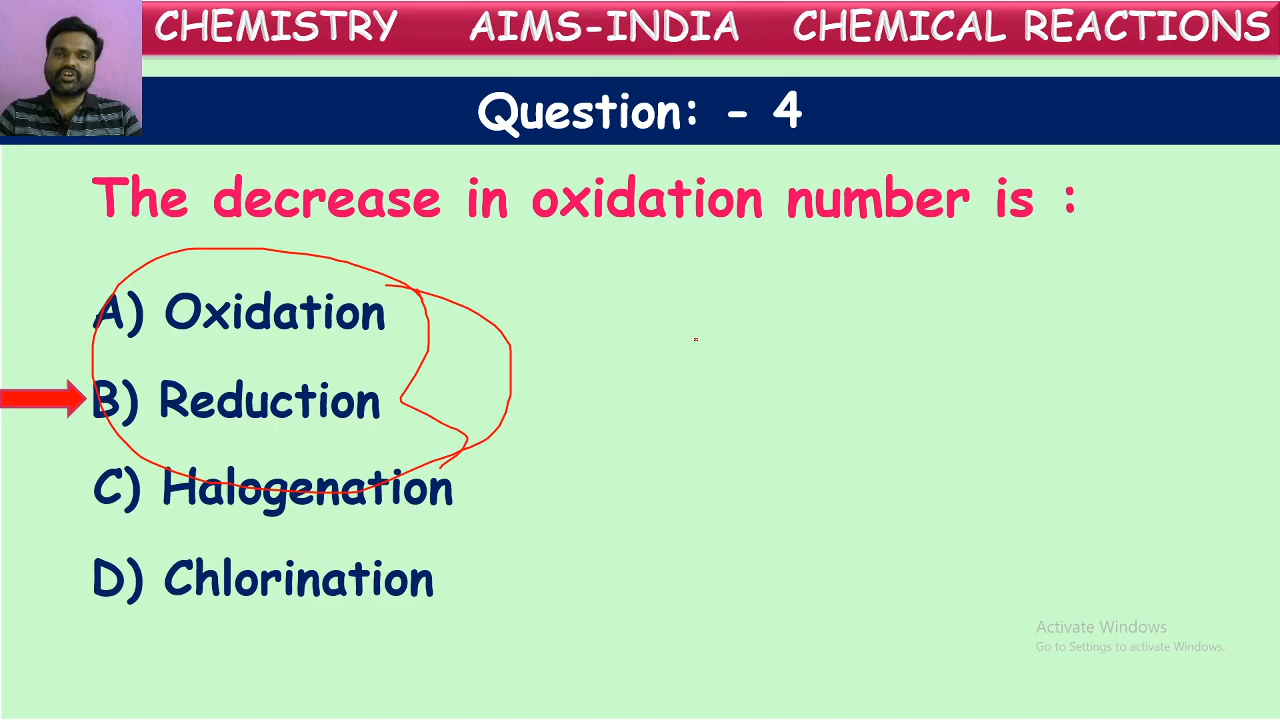 CHEMISTRY AIMS-INDIA CHEMICAL REACTIONS
Question: - 4
The decrease in oxidation number is :
A) Oxidation
B) Reduction
C) Halogenation
D) Chlorination
Activate Windows
Go to Settings to activate Windows.